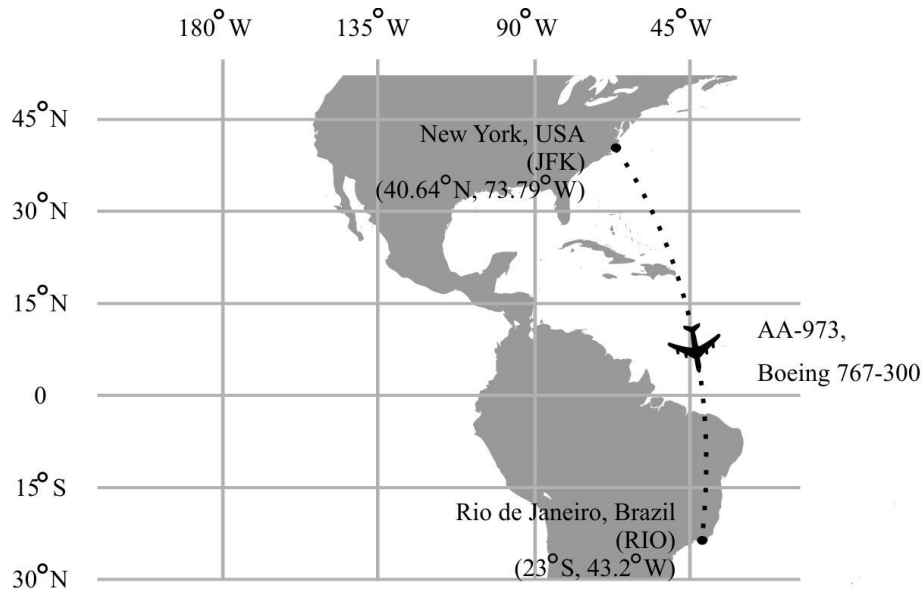 180°W 135°W 90°W 45°W
45°N
New York, USA
(JFK)
(40.64°N, 73.79°W)
30°N
15°N
AA-973,
Boeing 767-300
0
15°S
Rio de Janeiro, Brazil
(RIO)
(23°S, 43.2°W)
30°N